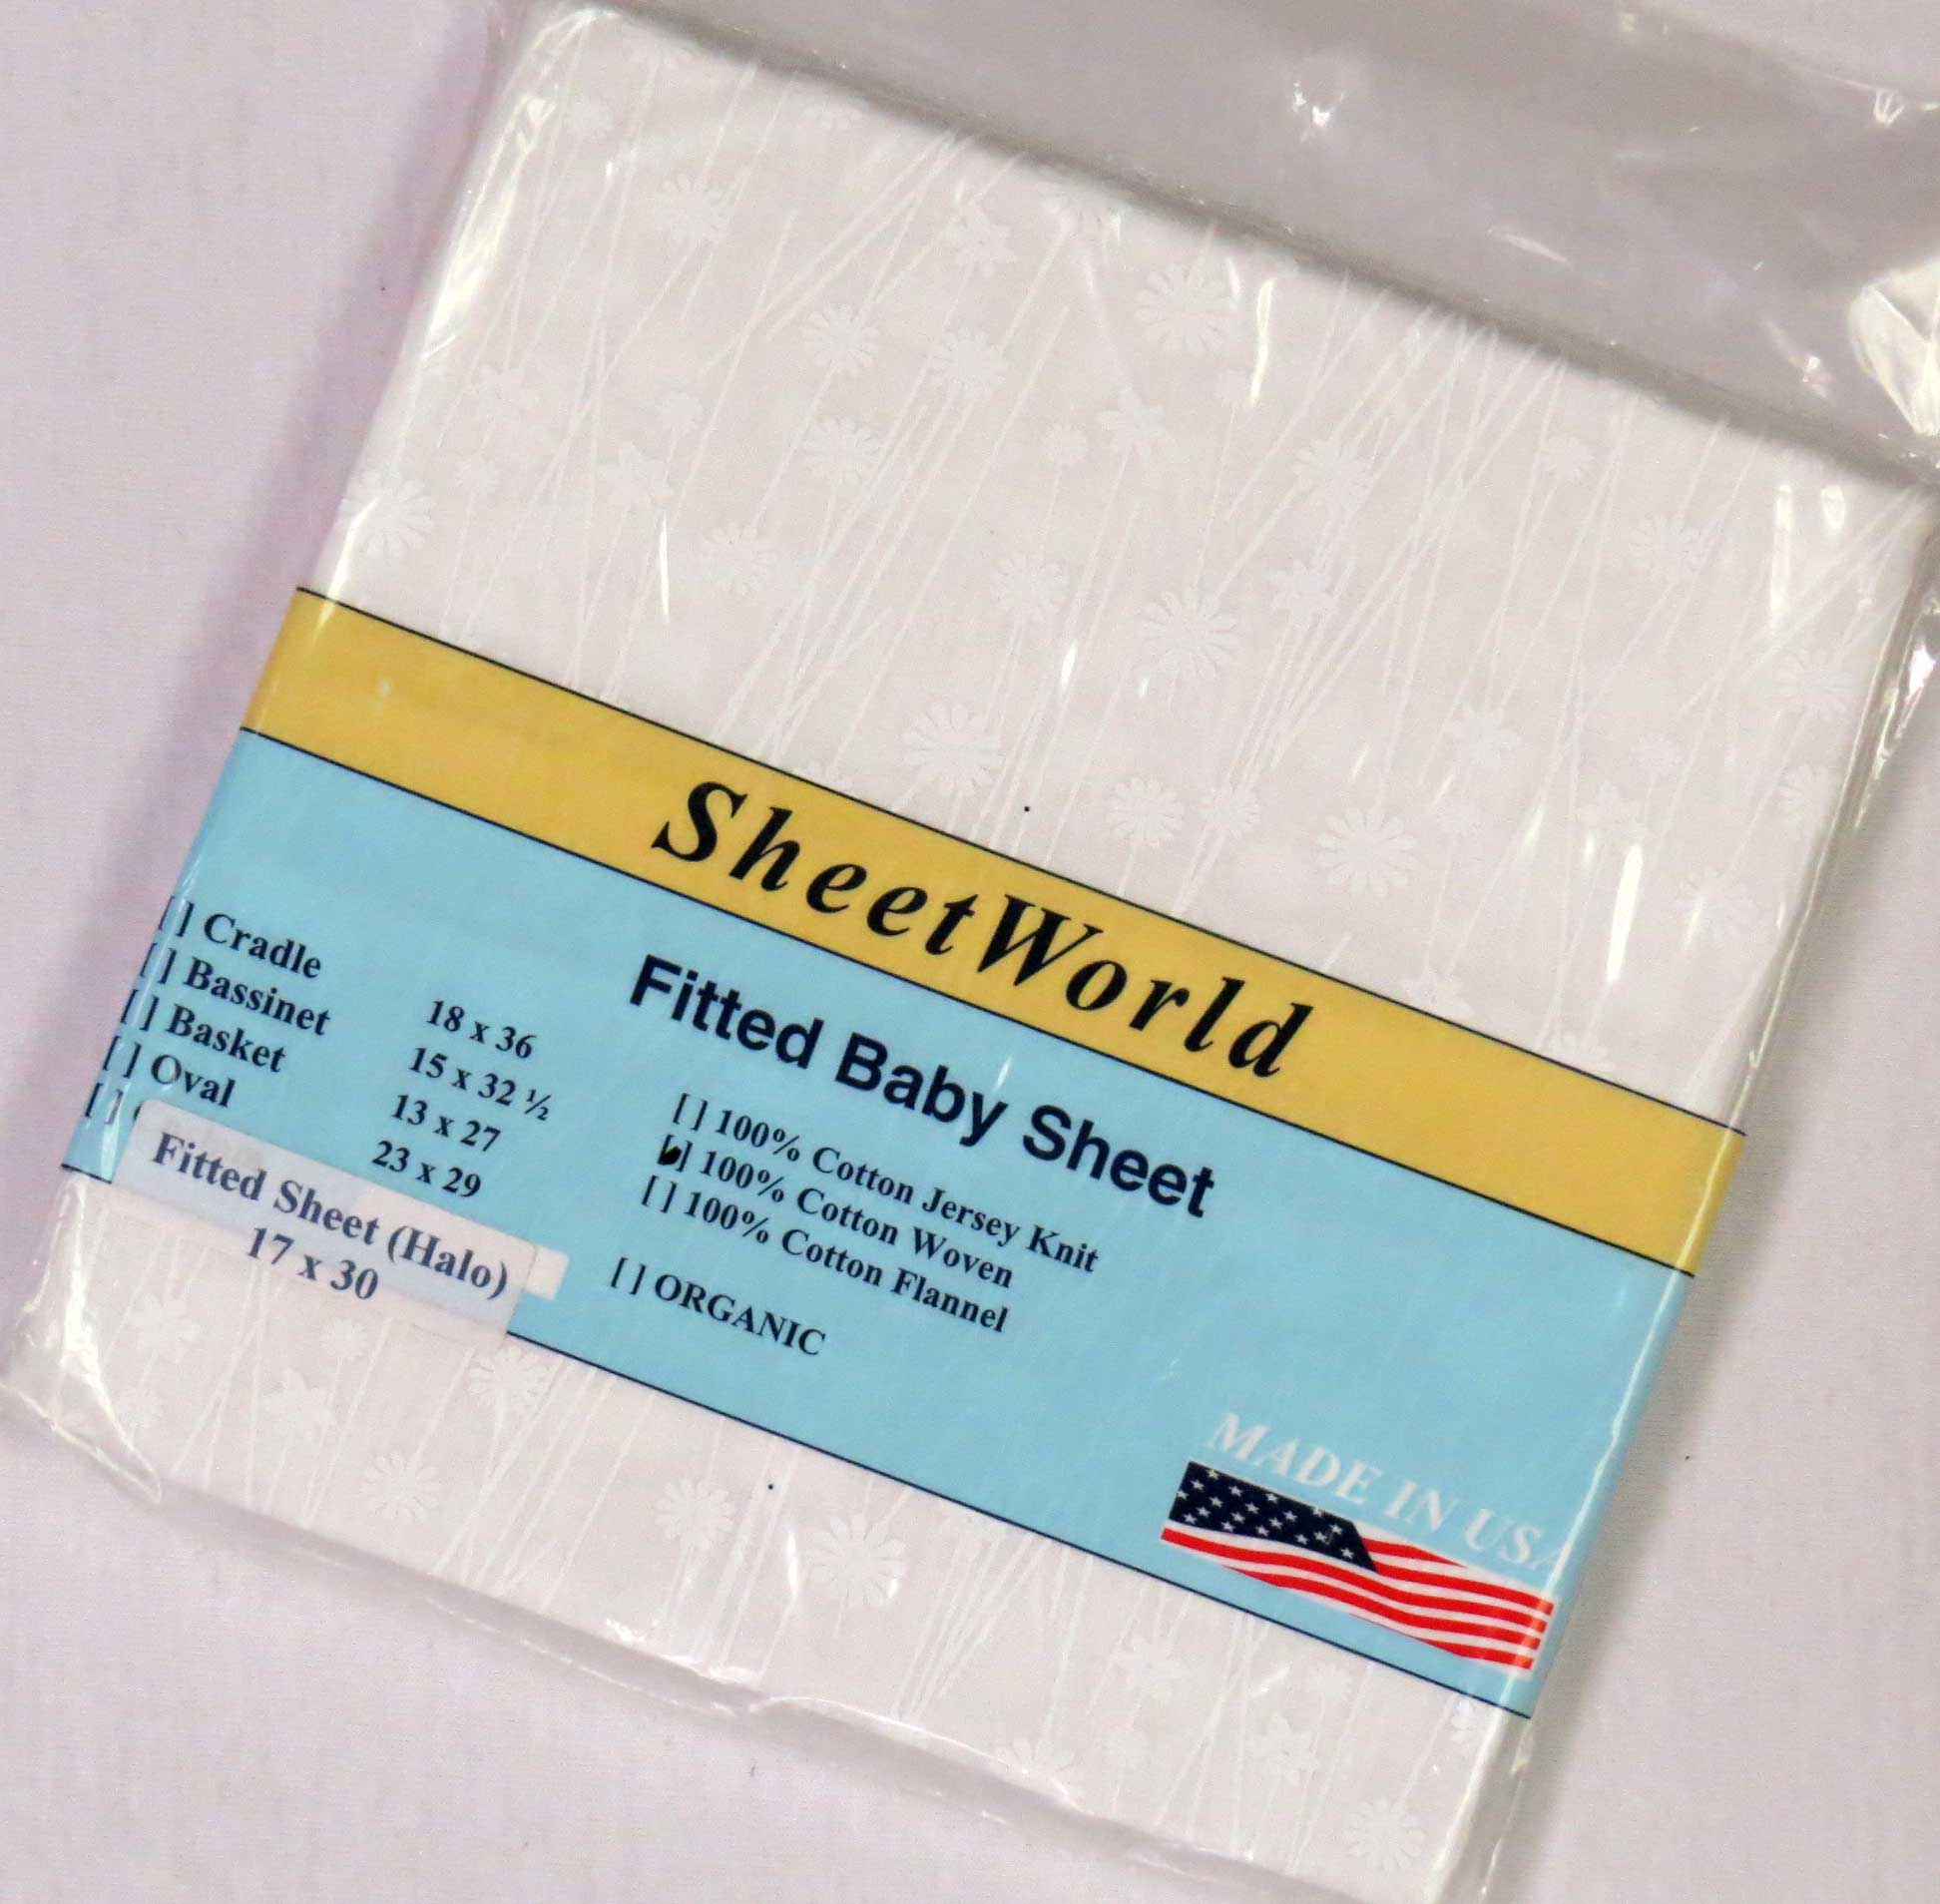 SheetWorld
Fitted Baby Sheet
[ ] Cradle 18 x 36
[ ] Bassinet 15 x 32 ½
[ ] Basket 13 x 27
[ ] Oval 23 x 29
[ ]
Fitted Sheet (Halo)
17 x 30
[ ] 100% Cotton Jersey Knit
[ ] 100% Cotton Woven
[ ] 100% Cotton Flannel
[ ] ORGANIC
MADE IN USA